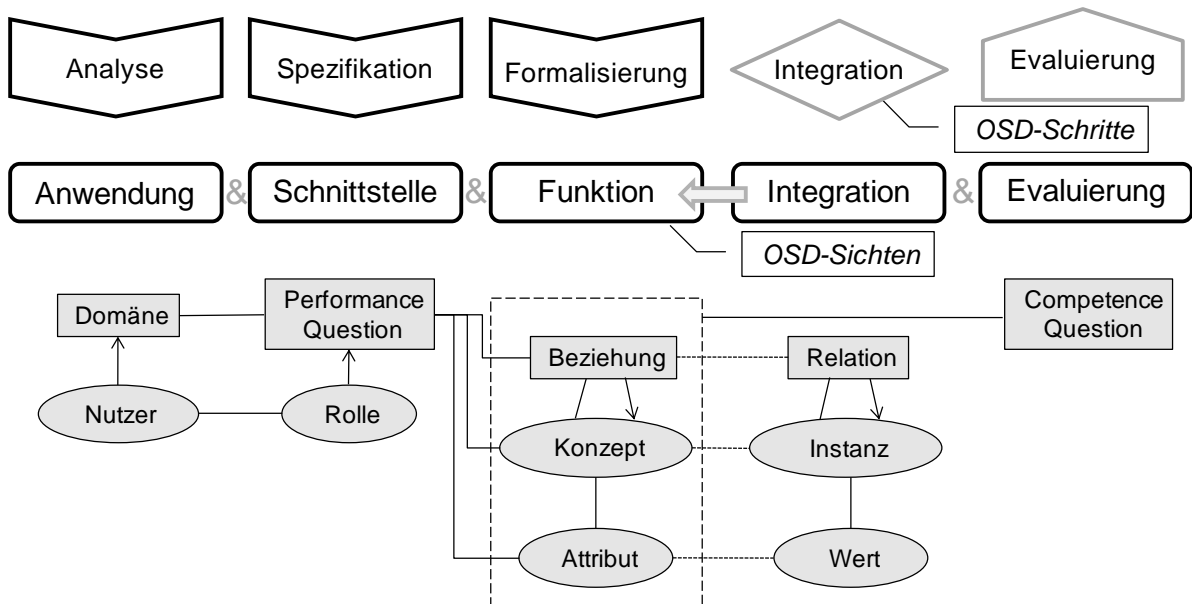 Analyse
Spezifikation
Formalisierung
Integration
Evaluierung
OSD-Schritte
Anwendung & Schnittstelle & Funktion Integration & Evaluierung
OSD-Sichten
Domäne
Performance
Question
Competence
Question
Beziehung
Relation
Nutzer
Rolle
Konzept
Instanz
Attribut
Wert